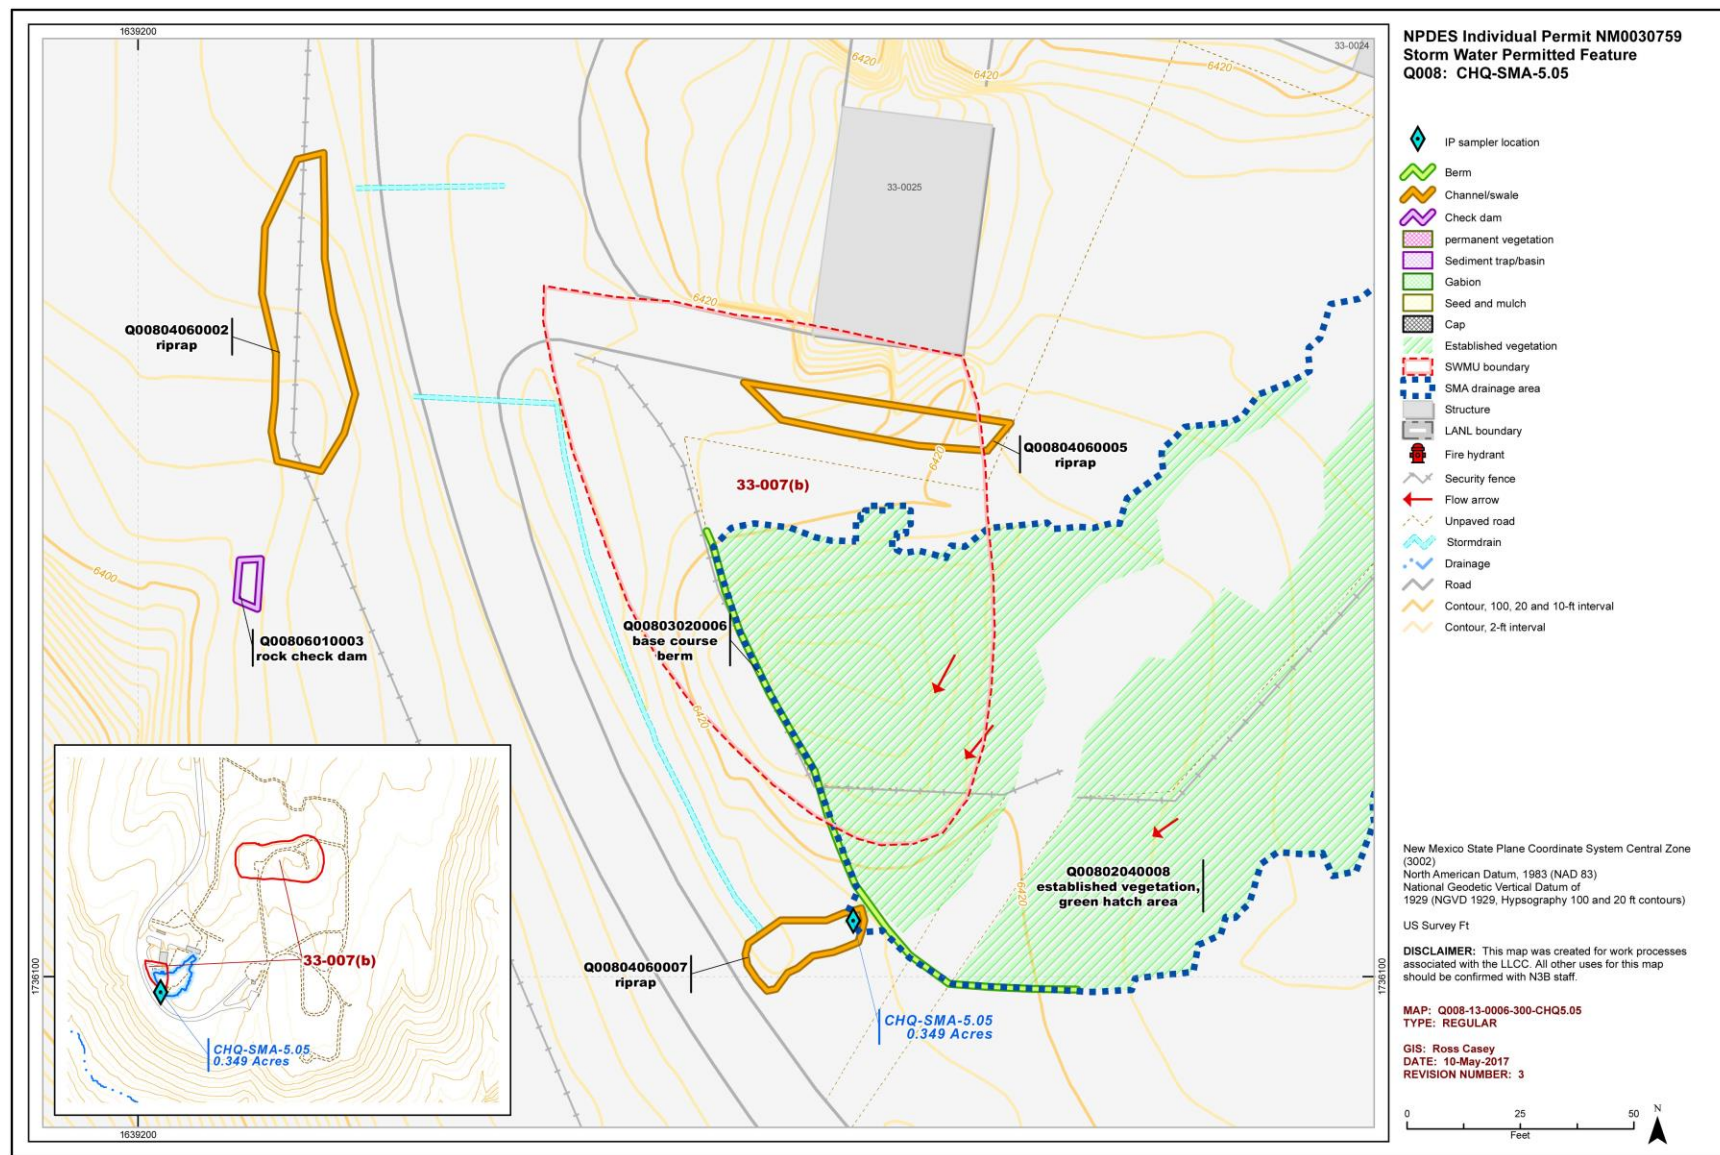 NPDES Individual Permit NM0030759
Storm Water Permitted Feature
Q008: CHQ-SMA-5.05
IP sampler location
Berm
Channel/swale
Check dam
permanent vegetation
Sediment trap/basin
Gabion
Seed and mulch
Cap
Established vegetation
SWMU boundary
SMA drainage area
Structure
LANL boundary
Fire hydrant
Security fence
Flow arrow
Unpaved road
Stormdrain
Drainage
Road
Contour, 100, 20 and 10-ft interval
Contour, 2-ft interval
New Mexico State Plane Coordinate System Central Zone
(3002)
North American Datum, 1983 (NAD 83)
National Geodetic Vertical Datum of
1929 (NGVD 1929, Hypsography 100 and 20 ft contours)
US Survey Ft
DISCLAIMER: This map was created for work processes
associated with the LLCC. All other uses for this map
should be confirmed with N3B staff.
MAP: Q008-13-0006-300-CHQ5.05
TYPE: REGULAR
GIS: Ross Casey
DATE: 10-May-2017
REVISION NUMBER: 3
0 25 50
Feet
N
1639200
33-0024
6420
6420
6420
33-0025
6420
Q00804060002
riprap
Q00804060005
riprap
6420
33-007(b)
6400
Q00806010003
rock check dam
Q00803020006
base course
berm
6420
Q00802040008
established vegetation,
green hatch area
6420
Q00804060007
riprap
CHQ-SMA-5.05
0.349 Acres
33-007(b)
CHQ-SMA-5.05
0.349 Acres
1736100
1736100
1639200